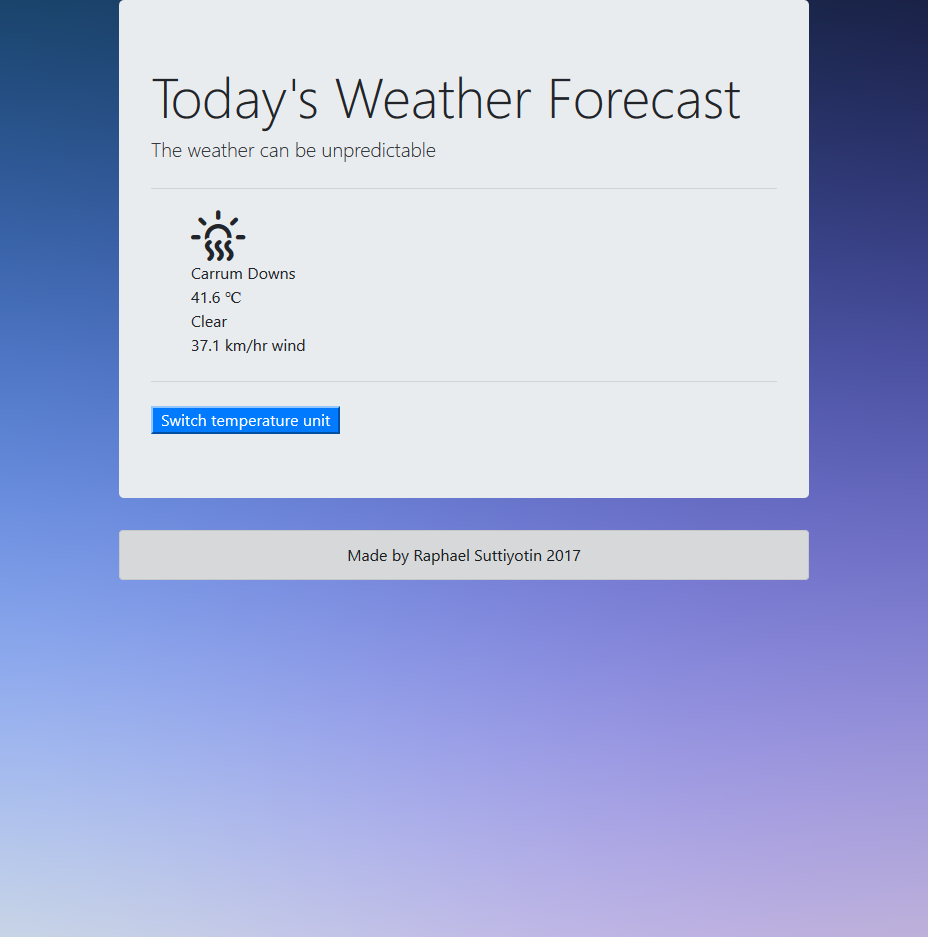 Today's Weather Forecast
The weather can be unpredictable
Carrum Downs
41.6 °C
Clear
37.1 km/hr wind
Switch temperature unit
Made by Raphael Suttiyotin 2017